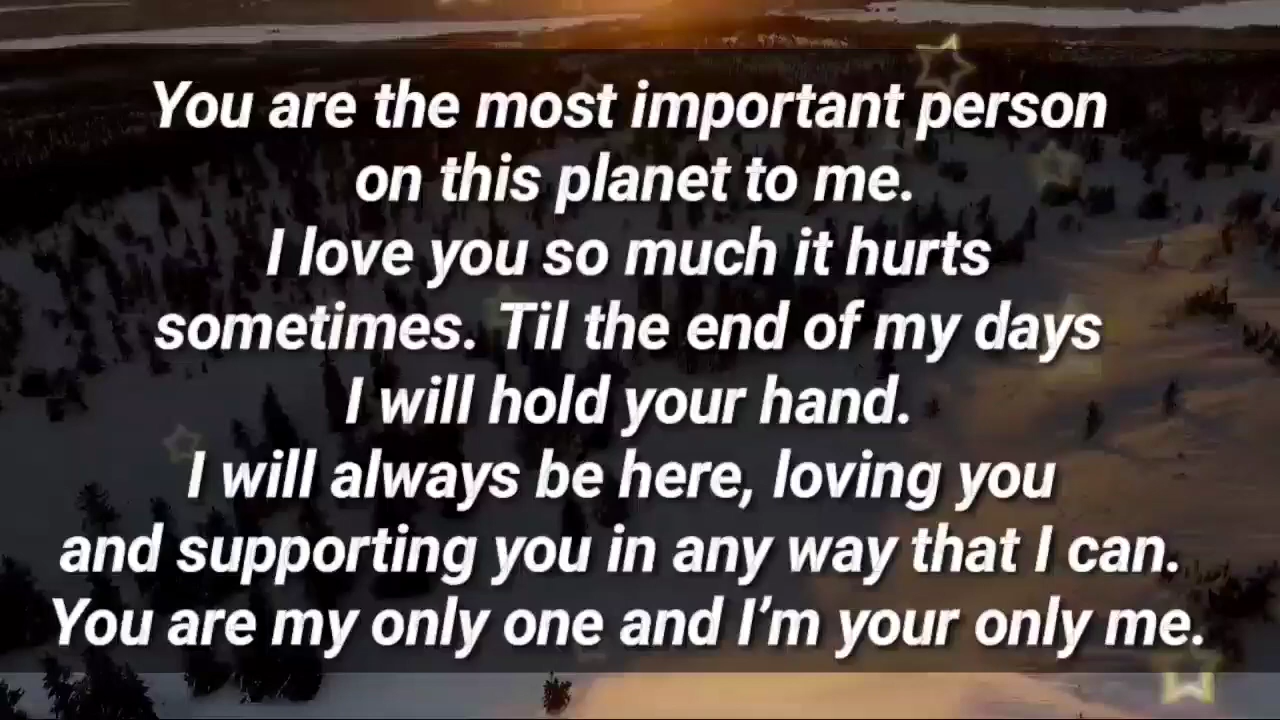 You are the most important person
on this planet to me.
I love you so much it hurts
sometimes. Til the end of my days
I will hold your hand.
I will always be here, loving you
and supporting you in any way that I can.
You are my only one and I’m your only me.